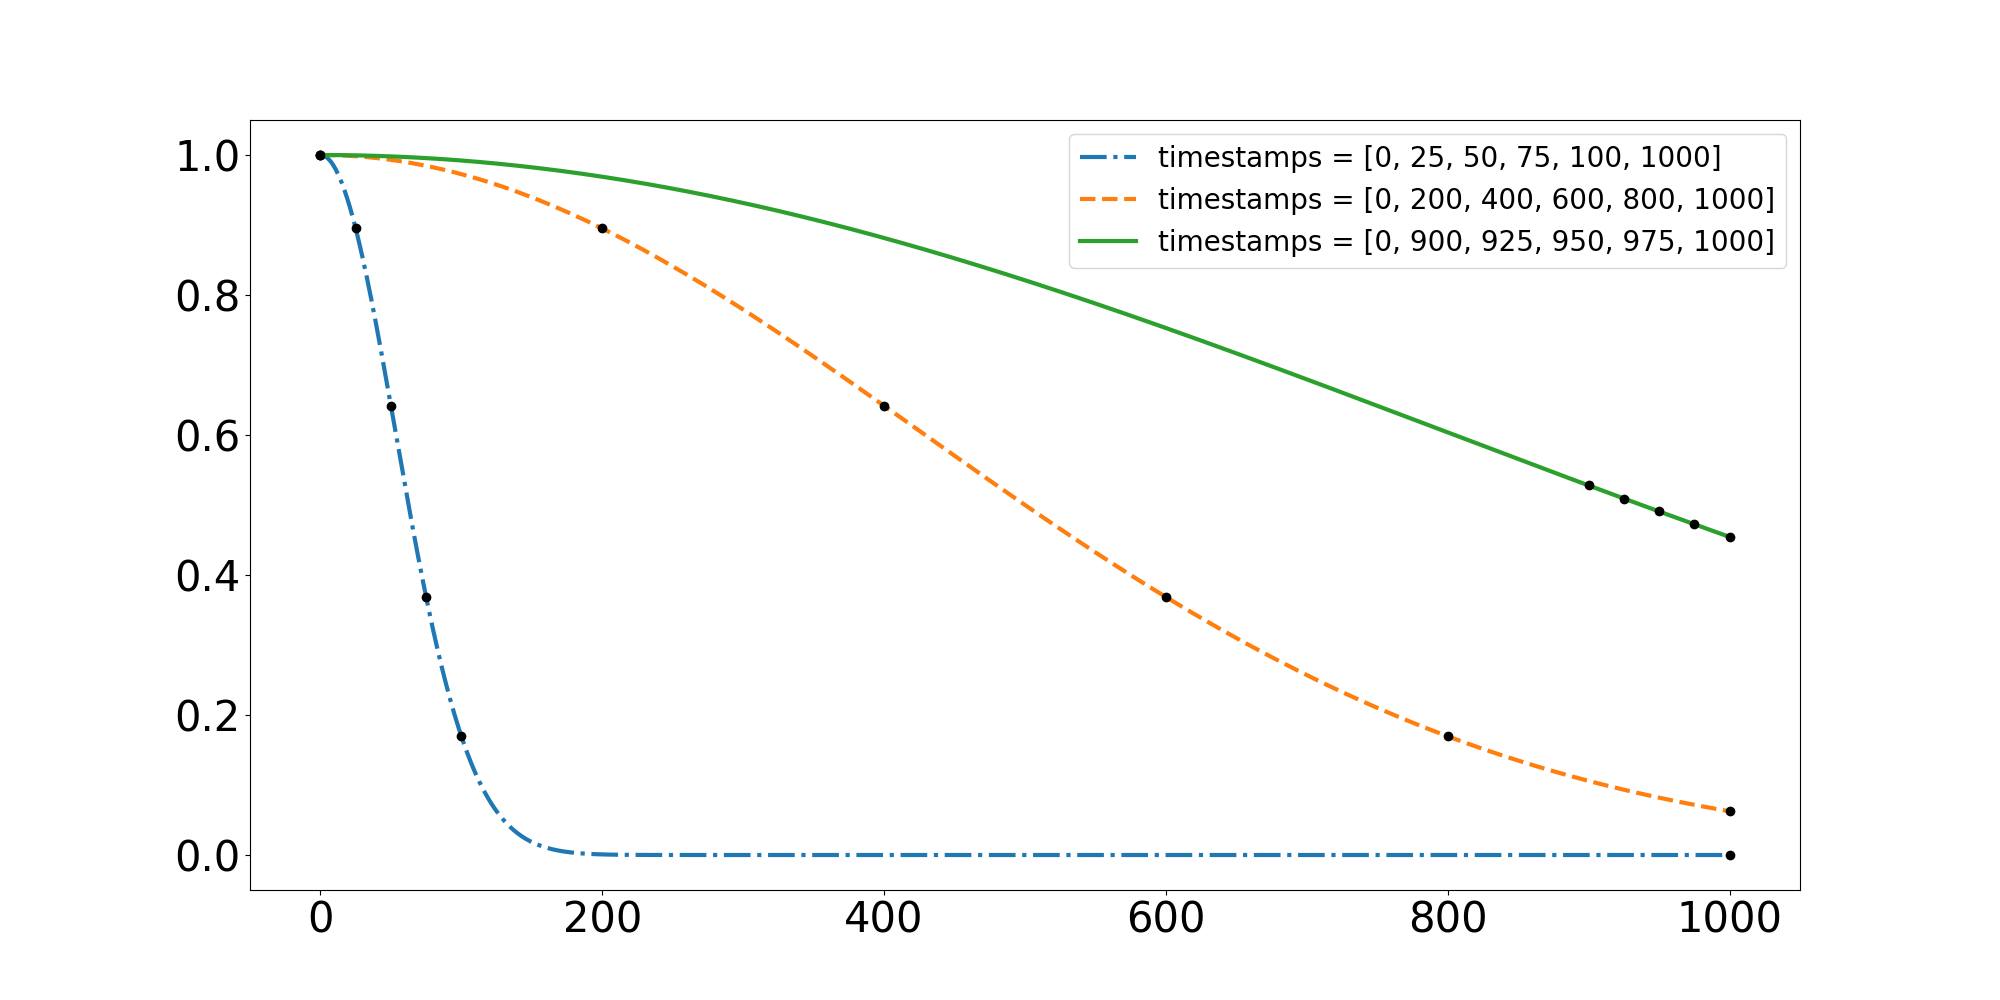 1.0
0.8
0.6
0.4
0.2
0.0
0 200 400 600 800 1000
timestamps = [0, 25, 50, 75, 100, 1000]
timestamps = [0, 200, 400, 600, 800, 1000]
timestamps = [0, 900, 925, 950, 975, 1000]